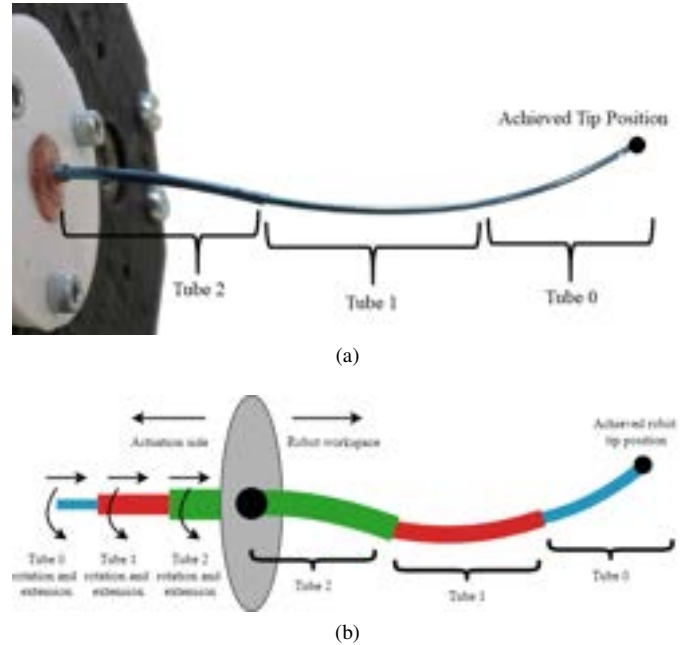 Achieved Tip Position
Tube 2
Tube 1
Tube 0
(a)
Actuation side
Robot workspace
Achieved robot
tip position
Tube 0
rotation and
extension
Tube 1
rotation and
extension
Tube 2
rotation and
extension
Tube 2
Tube 1
Tube 0
(b)